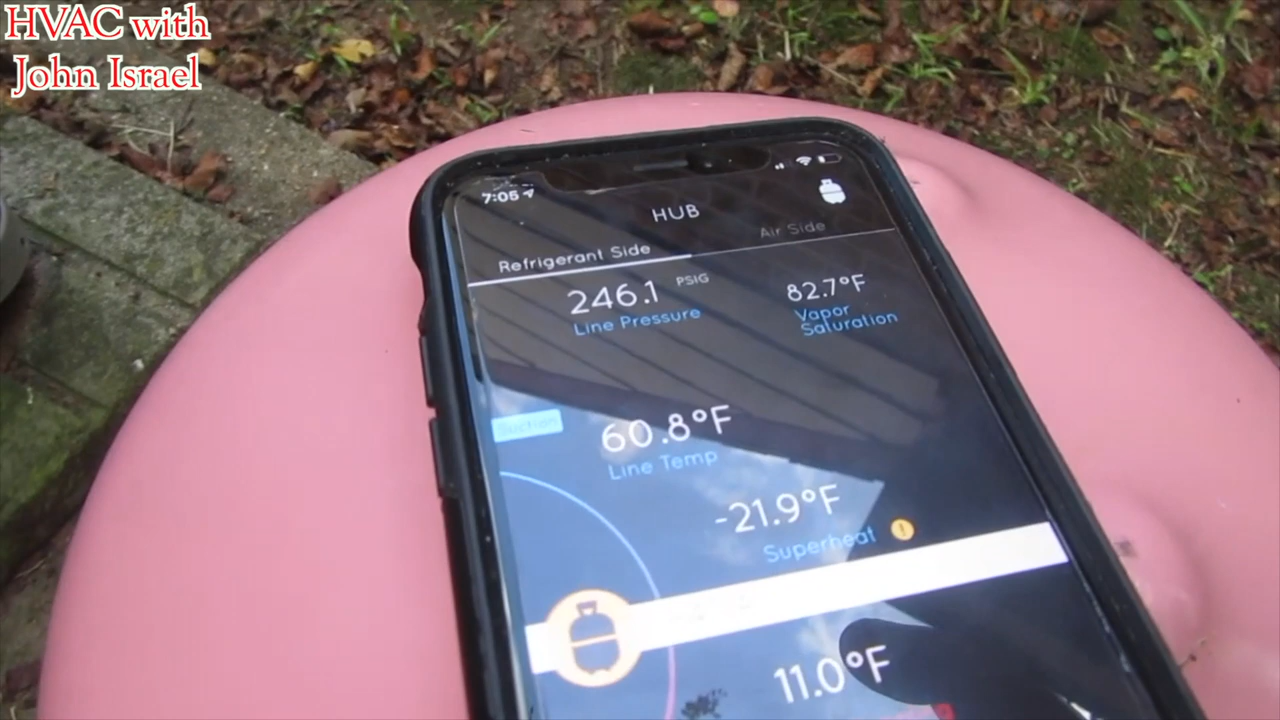 HVAC with
John Israel
7:05
HUB
Refrigerant Side
Air Side
246.1 PSIG
Line Pressure
82.7°F
Vapor
Saturation
Suction
60.8°F
Line Temp
-21.9°F
Superheat
11.0°F